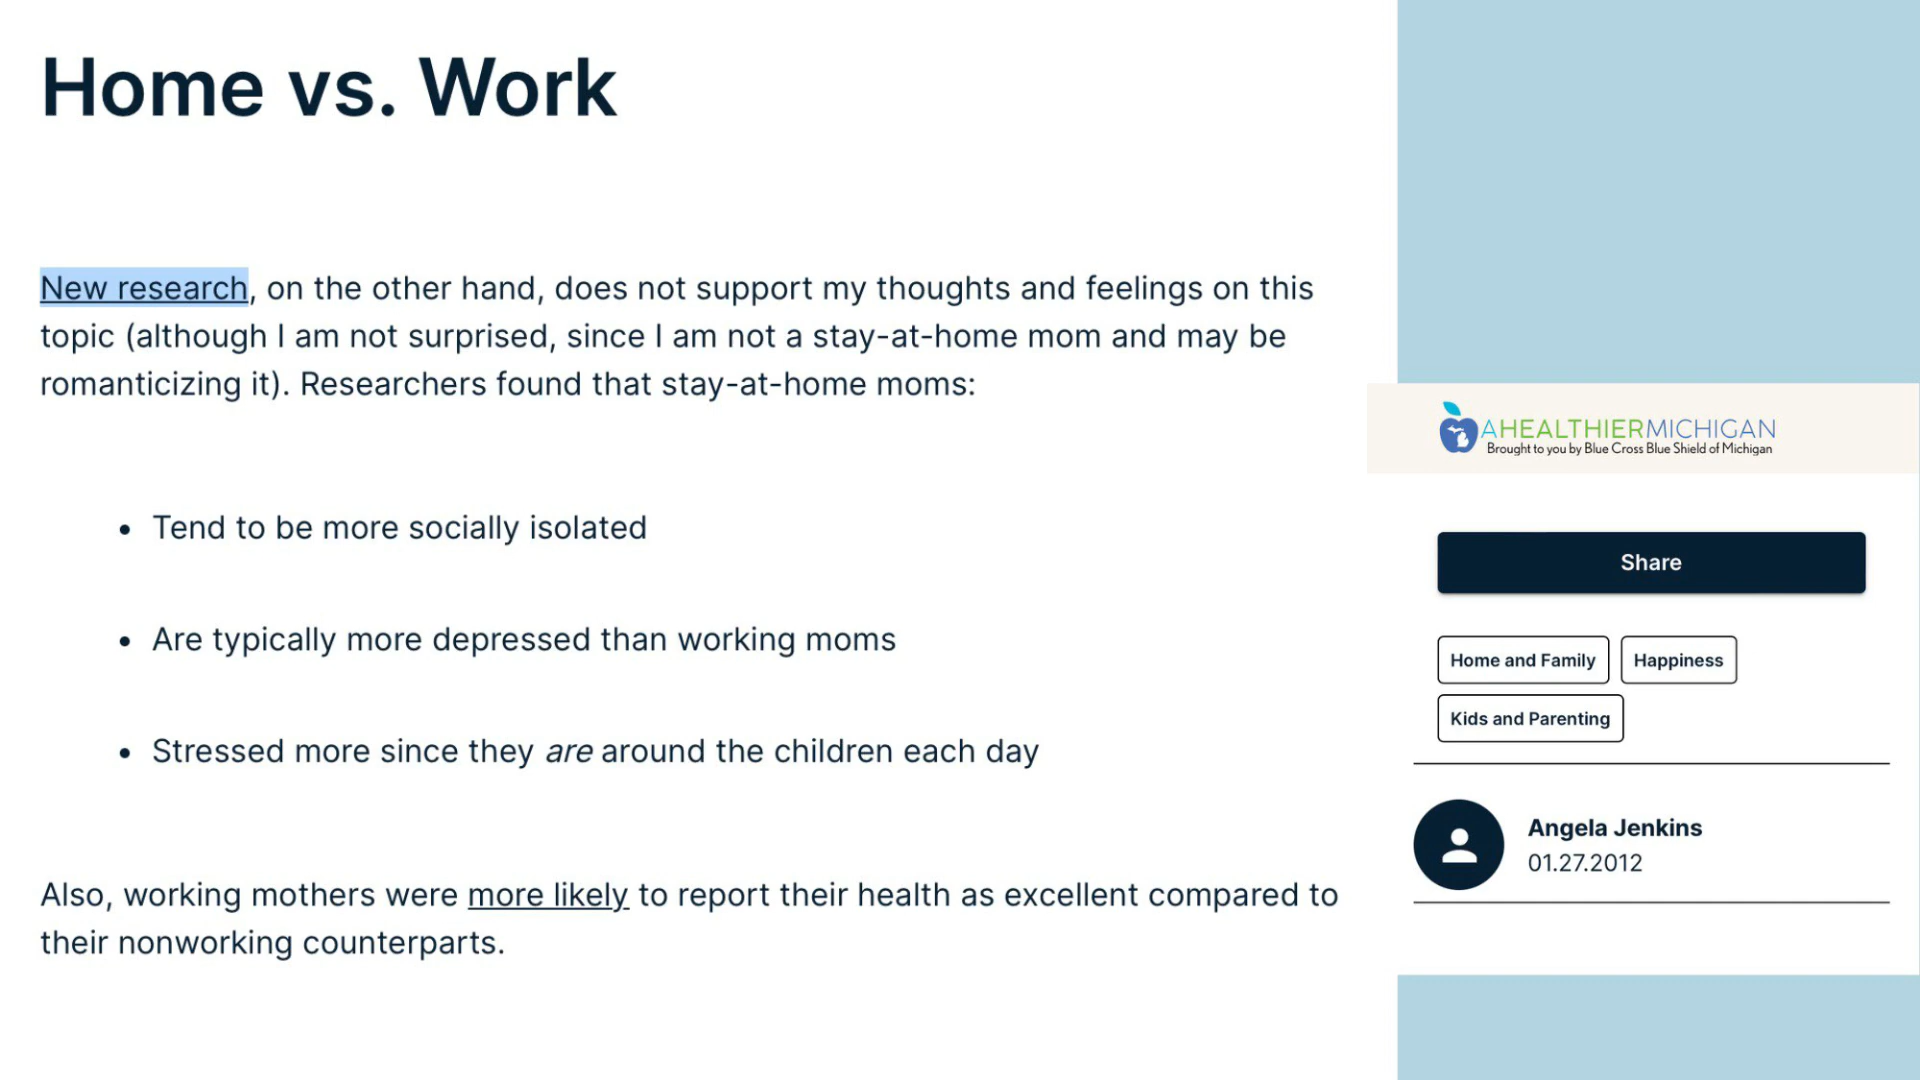 Home vs. Work
New research, on the other hand, does not support my thoughts and feelings on this
topic (although I am not surprised, since I am not a stay-at-home mom and may be
romanticizing it). Researchers found that stay-at-home moms:
• Tend to be more socially isolated
• Are typically more depressed than working moms
• Stressed more since they are around the children each day
Also, working mothers were more likely to report their health as excellent compared to
their nonworking counterparts.
AHEALTHIERMICHIGAN
Brought to you by Blue Cross Blue Shield of Michigan
Share
Home and Family
Happiness
Kids and Parenting
Angela Jenkins
01.27.2012